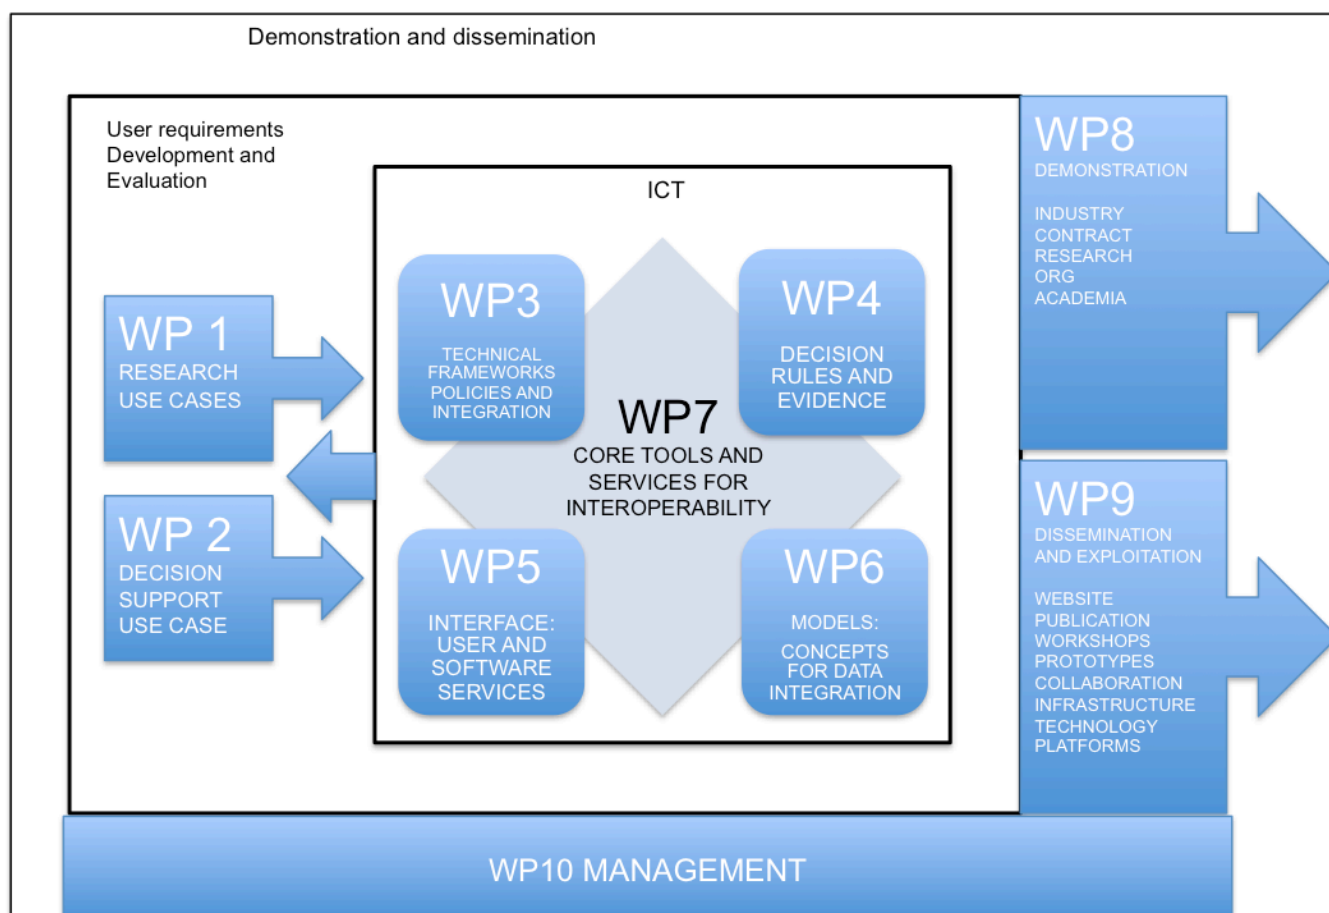 Demonstration and dissemination
User requirements
Development and
Evaluation
ICT
WP 1
RESEARCH
USE CASES
WP 2
DECISION
SUPPORT
USE CASE
WP3
TECHNICAL
FRAMEWORKS
POLICIES AND
INTEGRATION
WP4
DECISION
RULES AND
EVIDENCE
WP7
CORE TOOLS AND
SERVICES FOR
INTEROPERABILITY
WP5
INTERFACE:
USER AND
SOFTWARE
SERVICES
WP6
MODELS:
CONCEPTS
FOR DATA
INTEGRATION
WP8
DEMONSTRATION
INDUSTRY
CONTRACT
RESEARCH
ORG
ACADEMIA
WP9
DISSEMINATION
AND EXPLOITATION
WEBSITE
PUBLICATION
WORKSHOPS
PROTOTYPES
COLLABORATION
INFRASTRUCTURE
TECHNOLOGY
PLATFORMS
WP10 MANAGEMENT